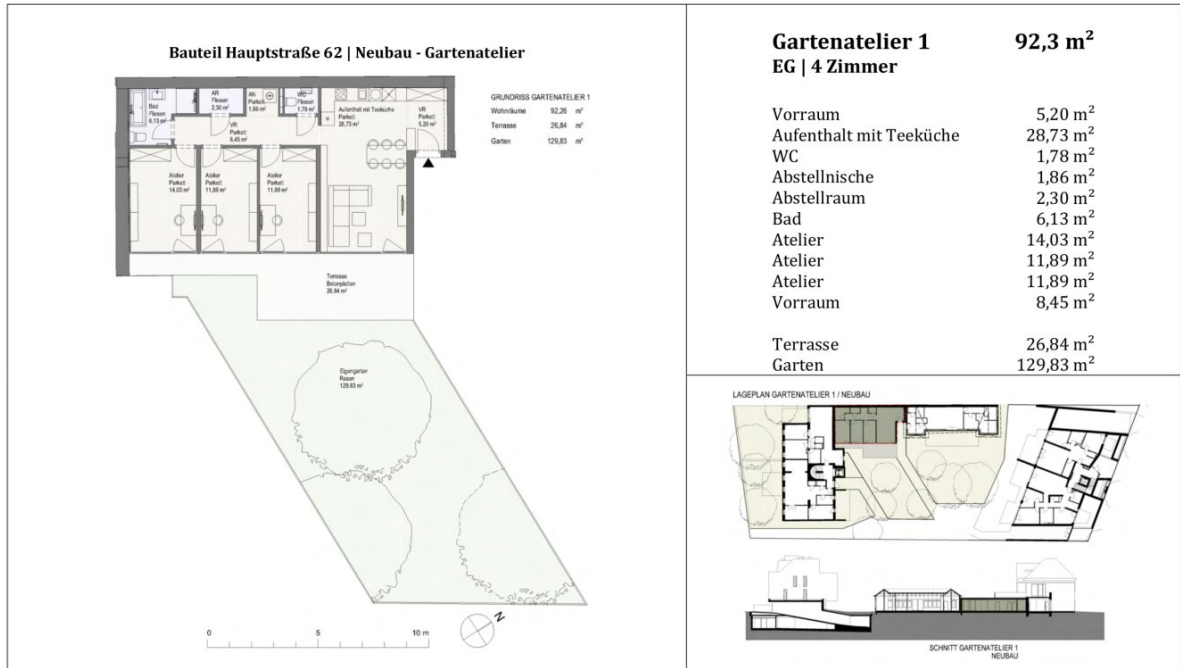 Bauteil Hauptstraße 62 | Neubau - Gartenatelier
GRUNDRISS GARTENATELIER 1
Wohnräume 92,26 m²
Terrasse 26,84 m²
Garten 129,83 m²
Bad
Fliesen
6,13 m²
AR
Fliesen
2,30 m²
AN
Parkett
1,86 m²
WC
Fliesen
1,78 m²
Aufenthalt mit Teeküche
Parkett
28,73 m²
VR
Parkett
5,20 m²
VR
Parkett
8,45 m²
Atelier
Parkett
14,03 m²
Atelier
Parkett
11,89 m²
Atelier
Parkett
11,89 m²
Terrasse
Betonplatten
26,84 m²
Eigengarten
Rasen
129,83 m²
0 5 10 m
N
Gartenatelier 1 92,3 m²
EG | 4 Zimmer
Vorraum 5,20 m²
Aufenthalt mit Teeküche 28,73 m²
WC 1,78 m²
Abstellnische 1,86 m²
Abstellraum 2,30 m²
Bad 6,13 m²
Atelier 14,03 m²
Atelier 11,89 m²
Atelier 11,89 m²
Vorraum 8,45 m²
Terrasse 26,84 m²
Garten 129,83 m²
LAGEPLAN GARTENATELIER 1 / NEUBAU
SCHNITT GARTENATELIER 1
NEUBAU